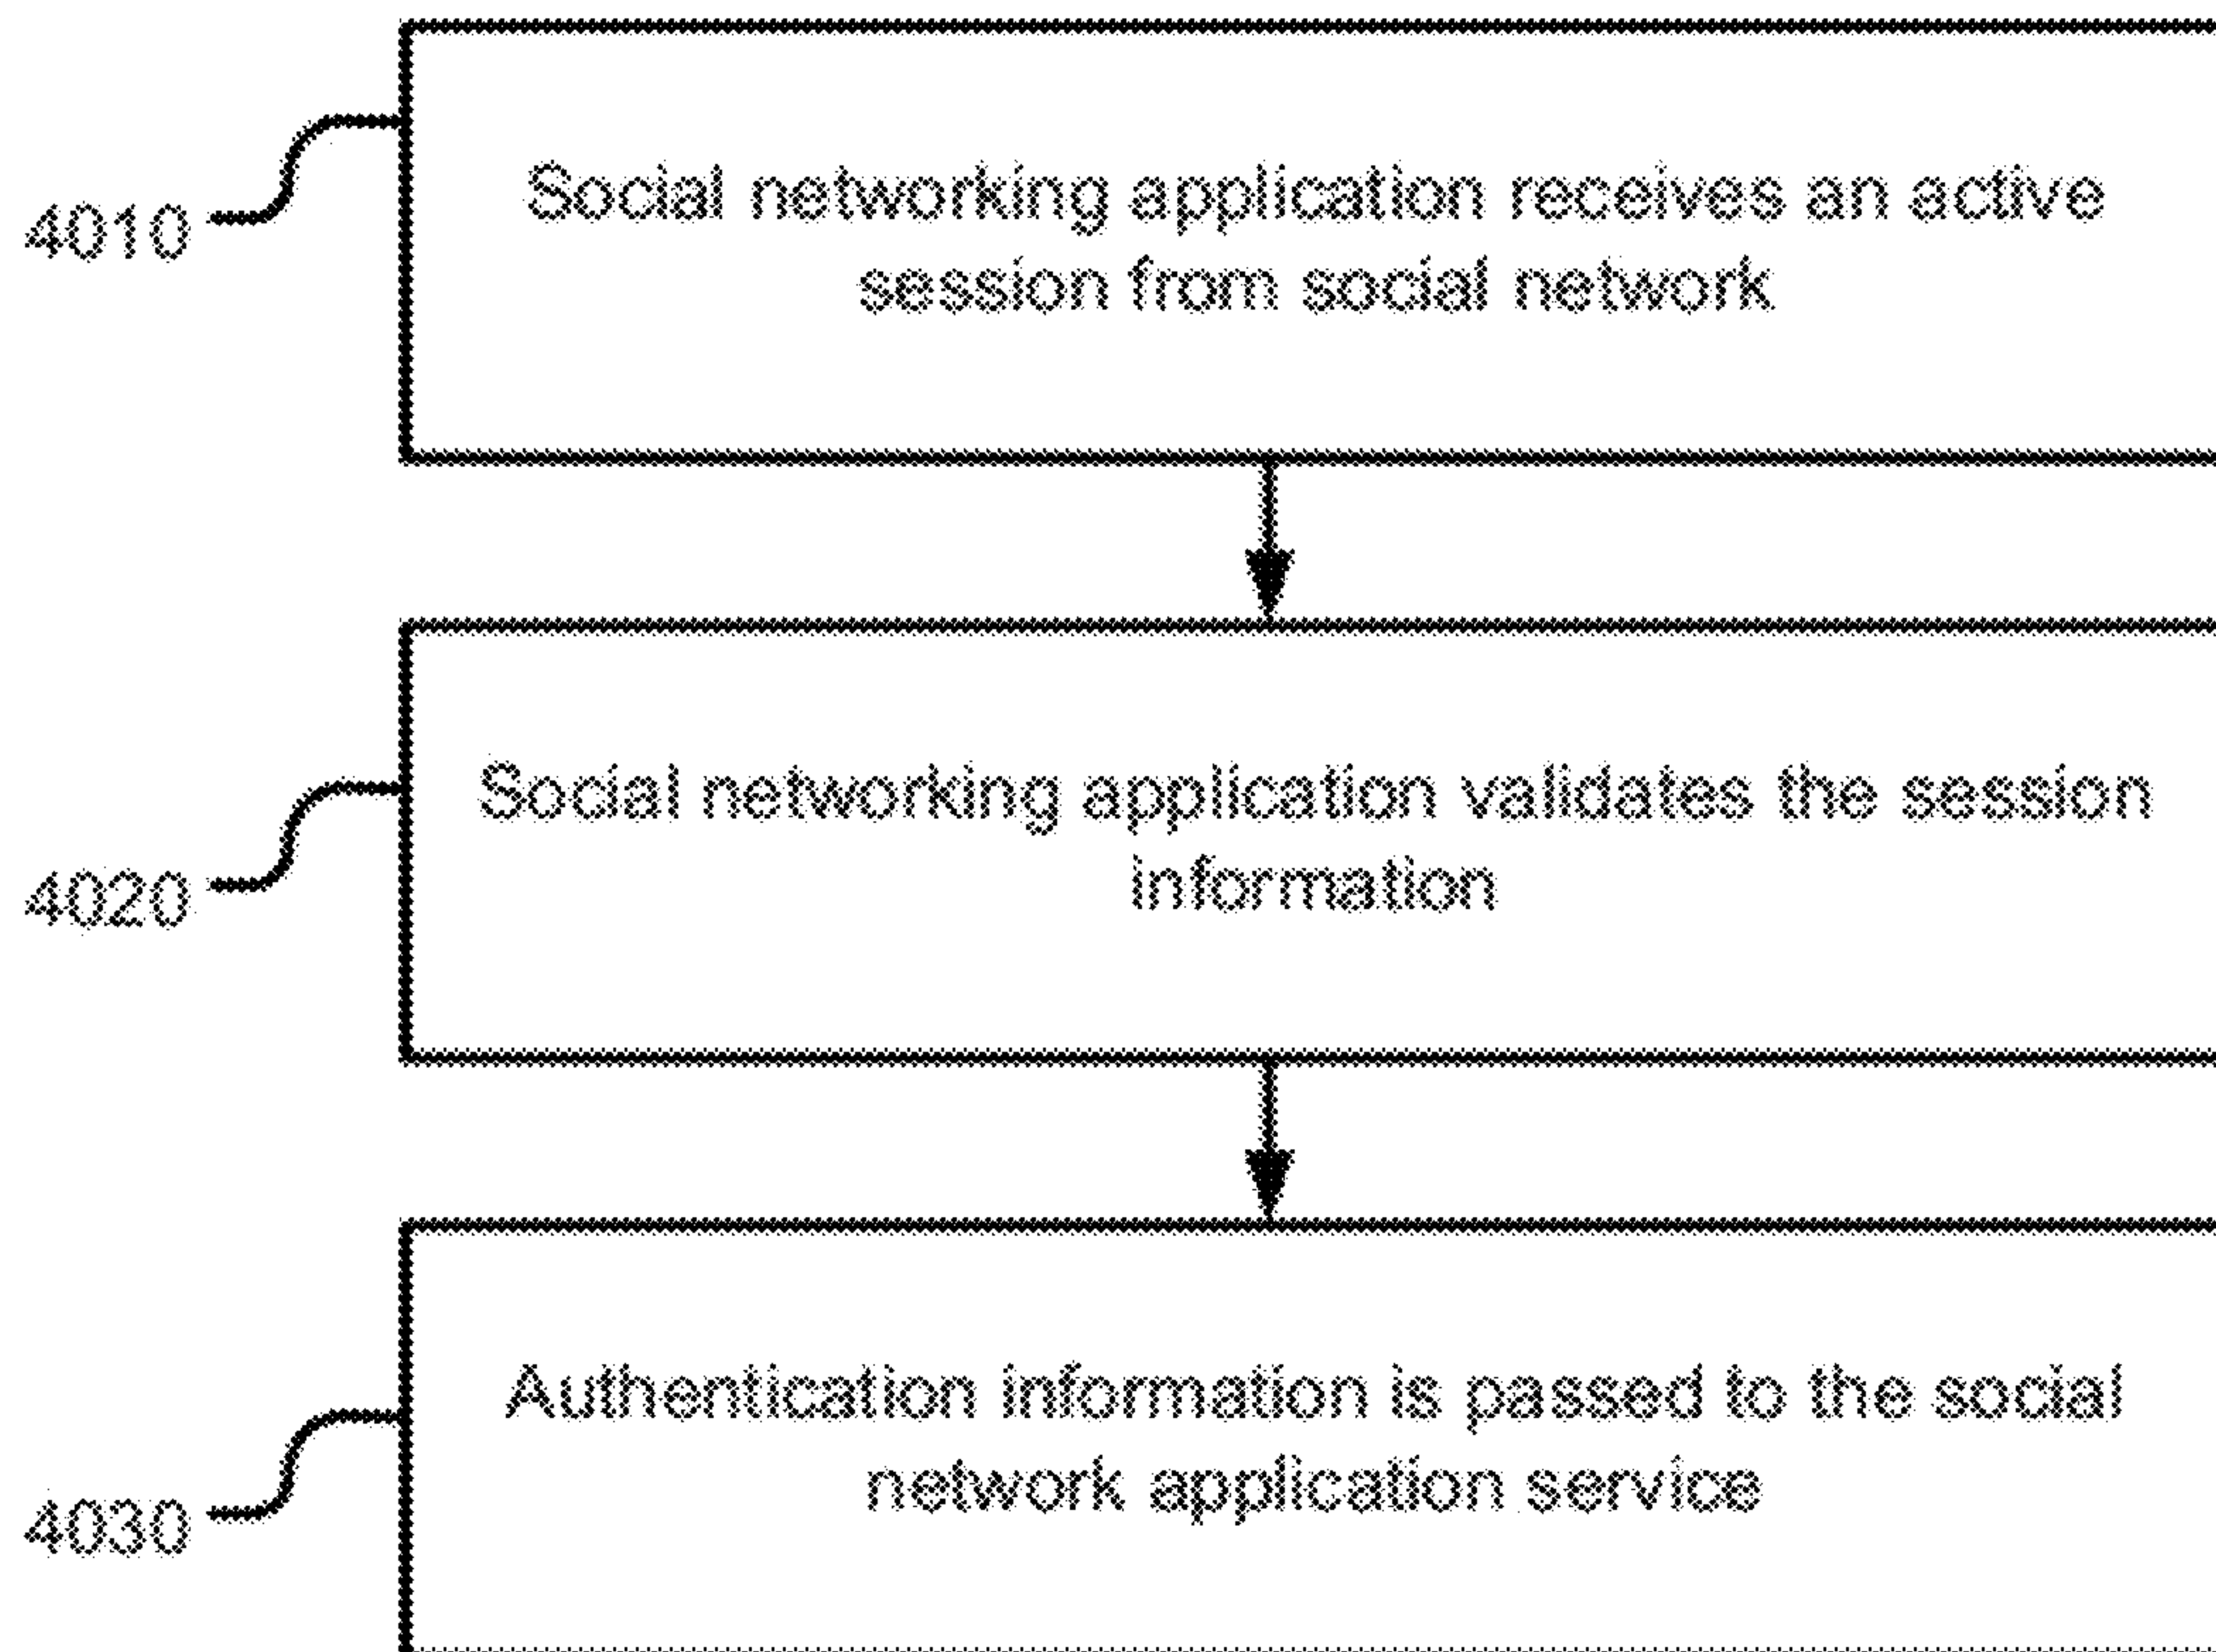 Social networking application receives an active
session from social network
4010
Social networking application validates the session
information
4020
Authentication information is passed to the social
network application service
4030